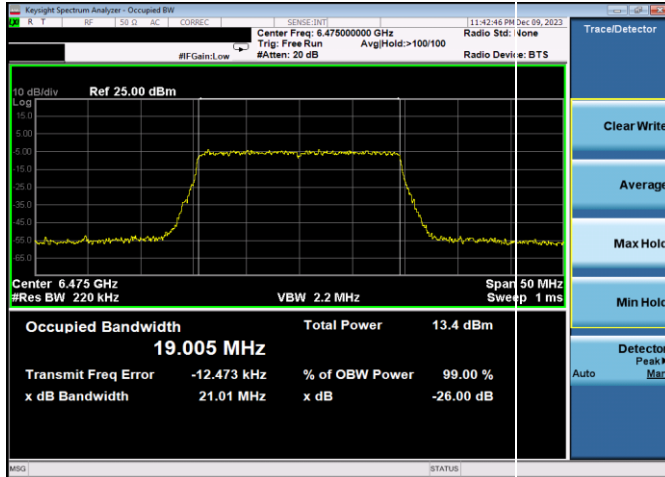 Keysight Spectrum Analyzer - Occupied BW
R T RF 50 Ω AC CORREC SENSE:INT 11:42:46 PM Dec 09, 2023
Center Freq: 6.475000000 GHz Radio Std: None
Trig: Free Run Avg|Hold:>100/100
#IFGain:Low #Atten: 20 dB Radio Device: BTS
Trace/Detector
10 dB/div Ref 25.00 dBm
Log
15.0
5.00
-5.00
-15.0
-25.0
-35.0
-45.0
-55.0
-65.0
Center 6.475 GHz Span 50 MHz
#Res BW 220 kHz VBW 2.2 MHz Sweep 1 ms
Occupied Bandwidth Total Power 13.4 dBm
19.005 MHz
Transmit Freq Error -12.473 kHz % of OBW Power 99.00 %
x dB Bandwidth 21.01 MHz x dB -26.00 dB
Clear Write
Average
Max Hold
Min Hold
Detector
Peak
Auto Man
MSG STATUS